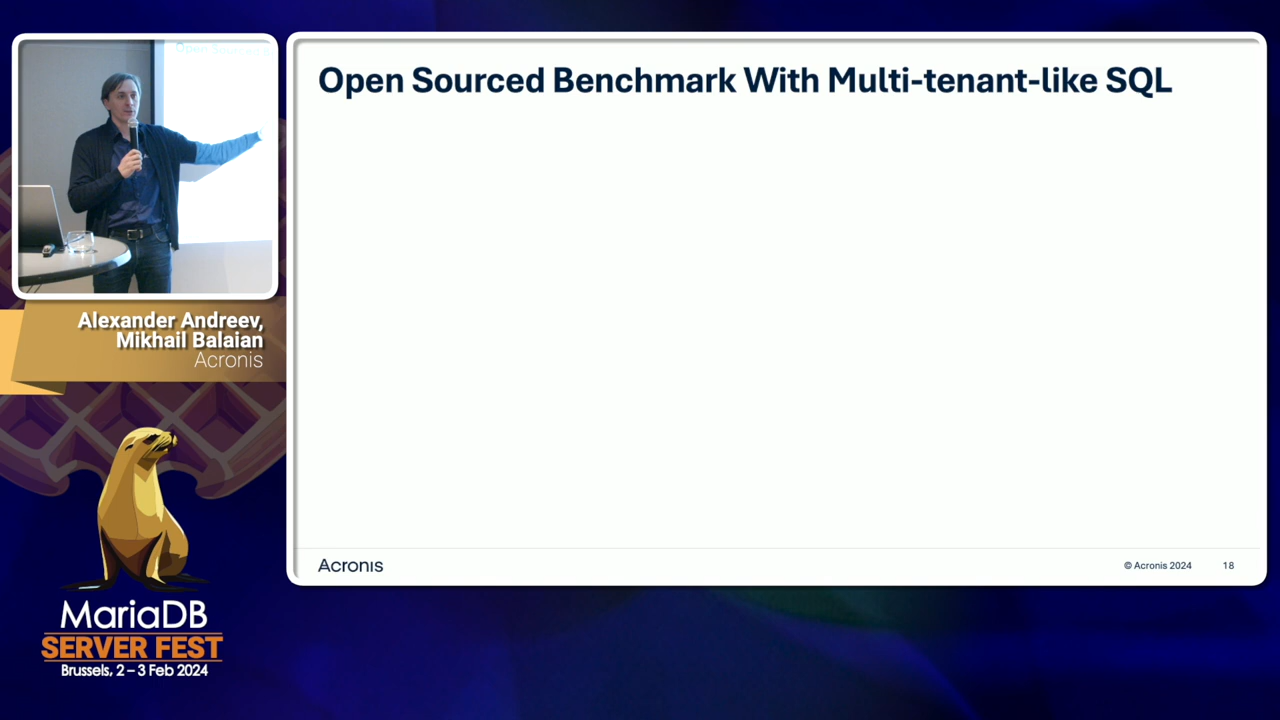 Open Sourced Benchmark With Multi-tenant-like SQL
Alexander Andreev,
Mikhail Balaian
Acronis
MariaDB
SERVER FEST
Brussels, 2 – 3 Feb 2024
Acronis
© Acronis 2024
18